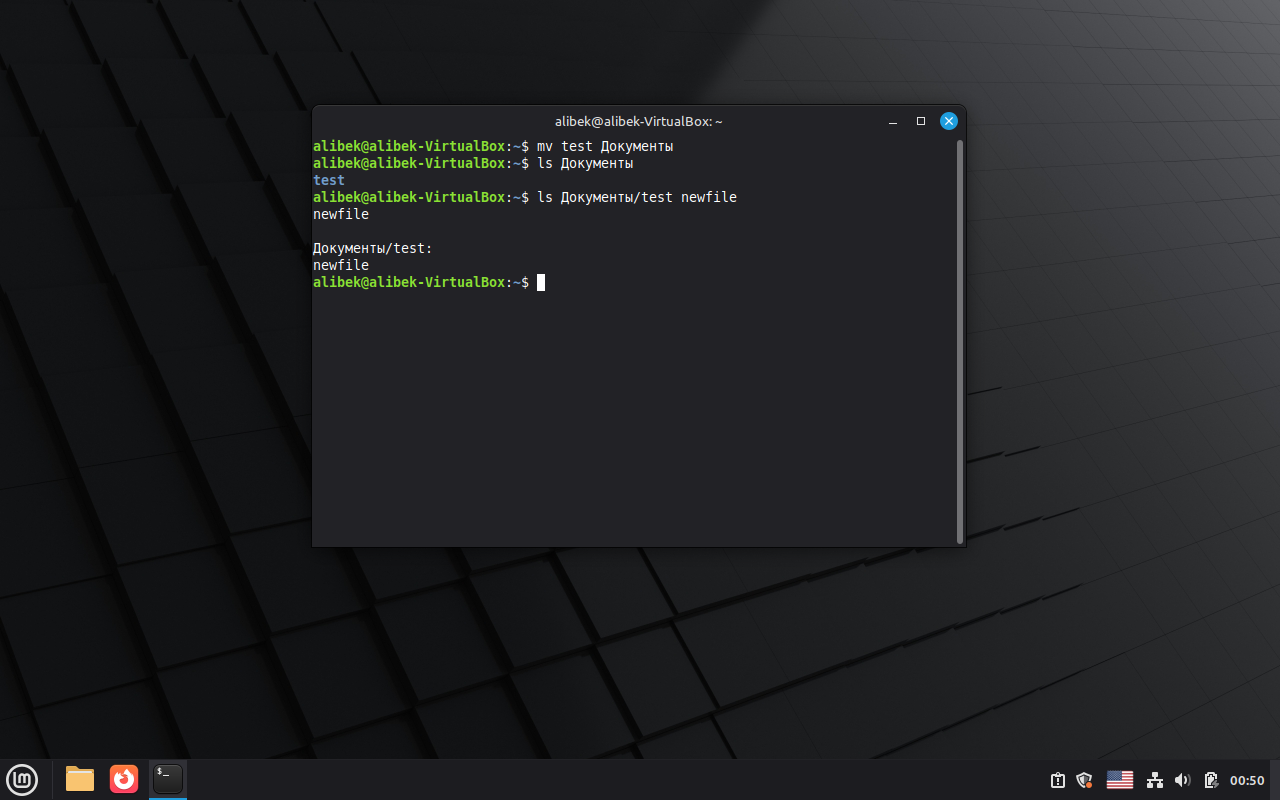 alibek@alibek-VirtualBox: ~
alibek@alibek-VirtualBox:~$ mv test Документы
alibek@alibek-VirtualBox:~$ ls Документы
test
alibek@alibek-VirtualBox:~$ ls Документы/test newfile
newfile
Документы/test:
newfile
alibek@alibek-VirtualBox:~$
$_
00:50